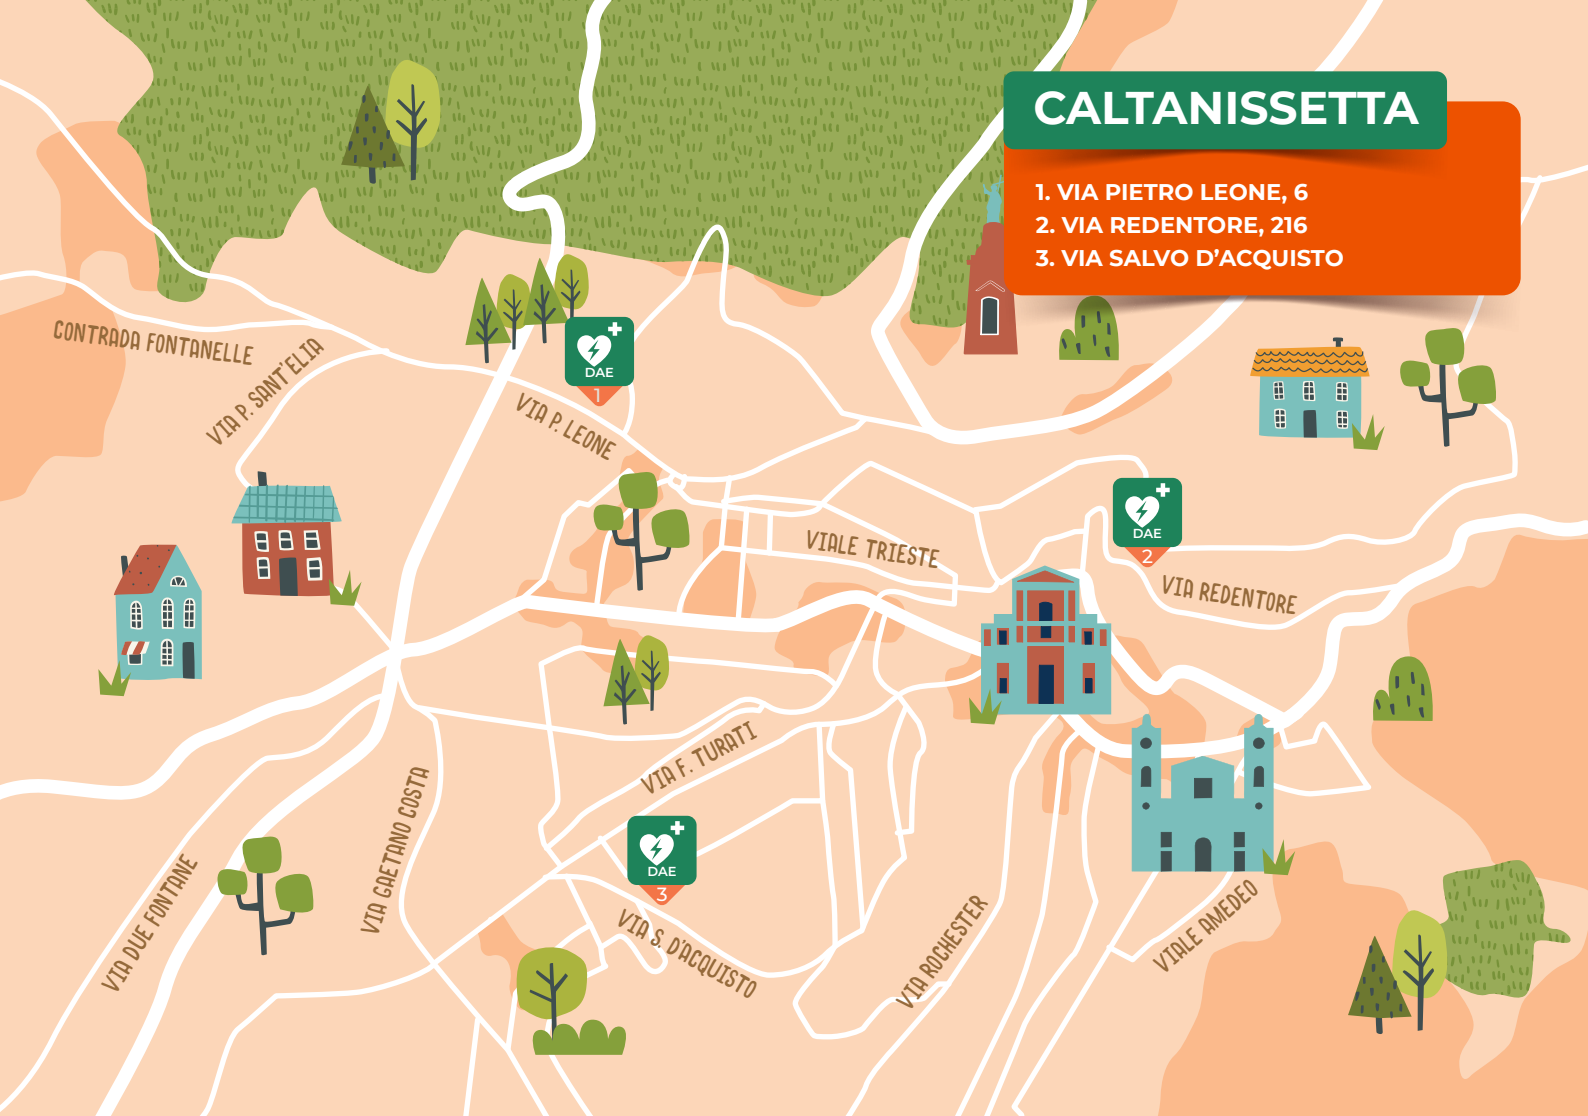 CALTANISSETTA
1. VIA PIETRO LEONE, 6
2. VIA REDENTORE, 216
3. VIA SALVO D’ACQUISTO
CONTRADA FONTANELLE
VIA P. SANT'ELIA
DAE
1
VIA P. LEONE
VIALE TRIESTE
DAE
2
VIA REDENTORE
VIA F. TURATI
VIA GAETANO COSTA
DAE
3
VIA DUE FONTANE
VIA S. D'ACQUISTO
VIA ROCHESTER
VIALE AMEDEO